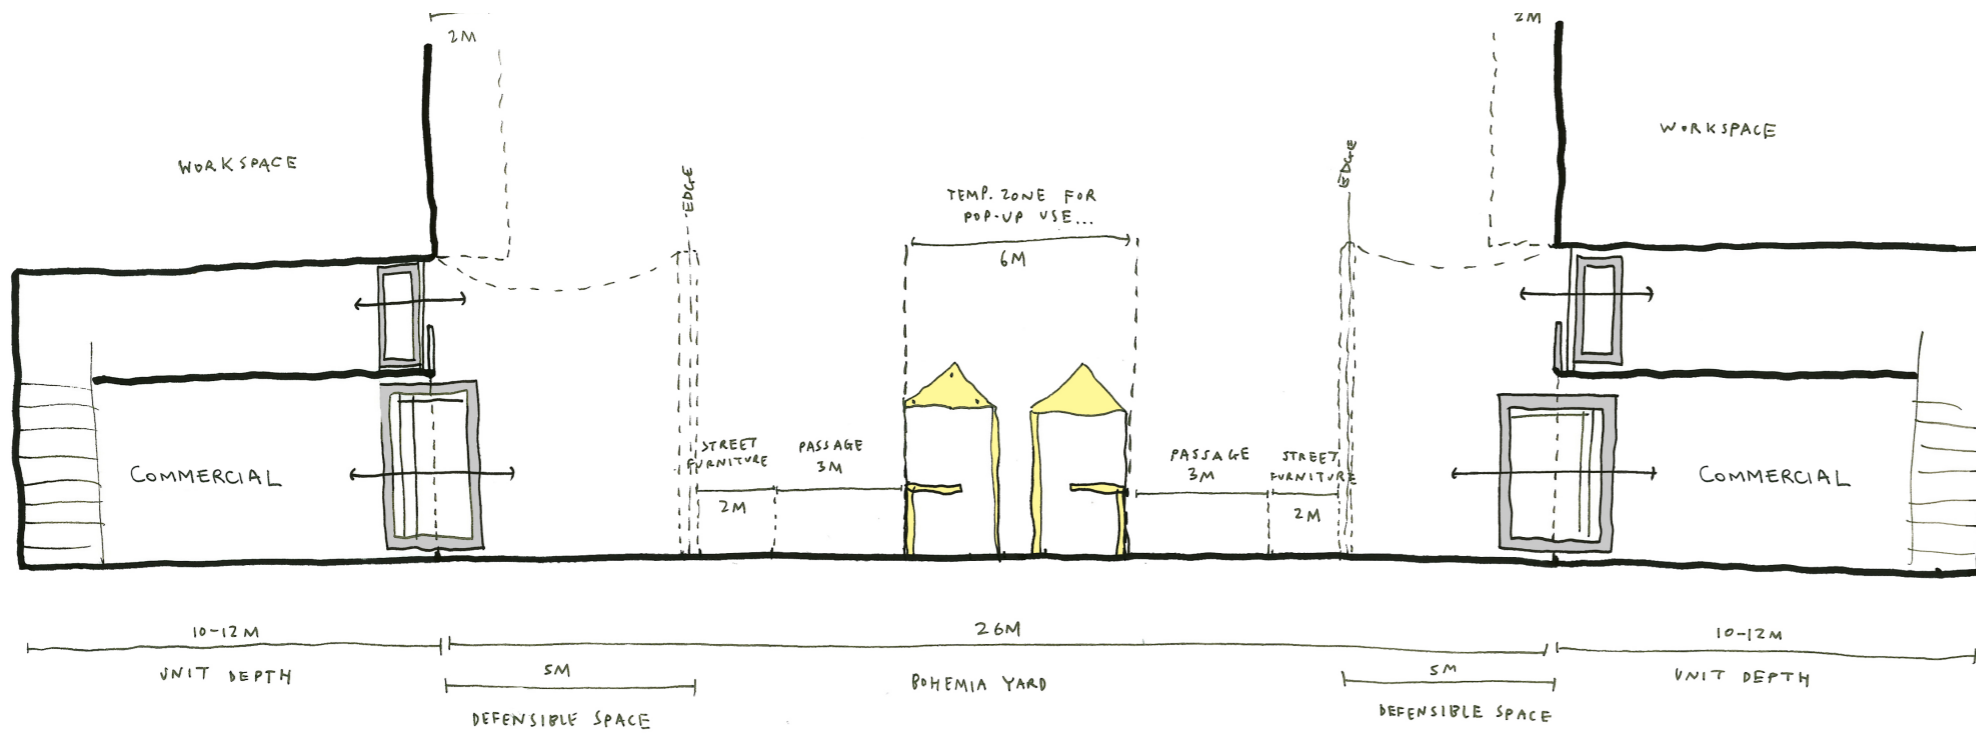 2M
2M
WORKSPACE
WORKSPACE
EDGE
EDGE
TEMP. ZONE FOR
POP-UP USE...
6M
COMMERCIAL
STREET
FURNITURE
2M
PASSAGE
3M
PASSAGE
3M
STREET
FURNITURE
2M
COMMERCIAL
10-12M
UNIT DEPTH
26M
BOHEMIA YARD
10-12M
UNIT DEPTH
5M
DEFENSIBLE SPACE
5M
DEFENSIBLE SPACE